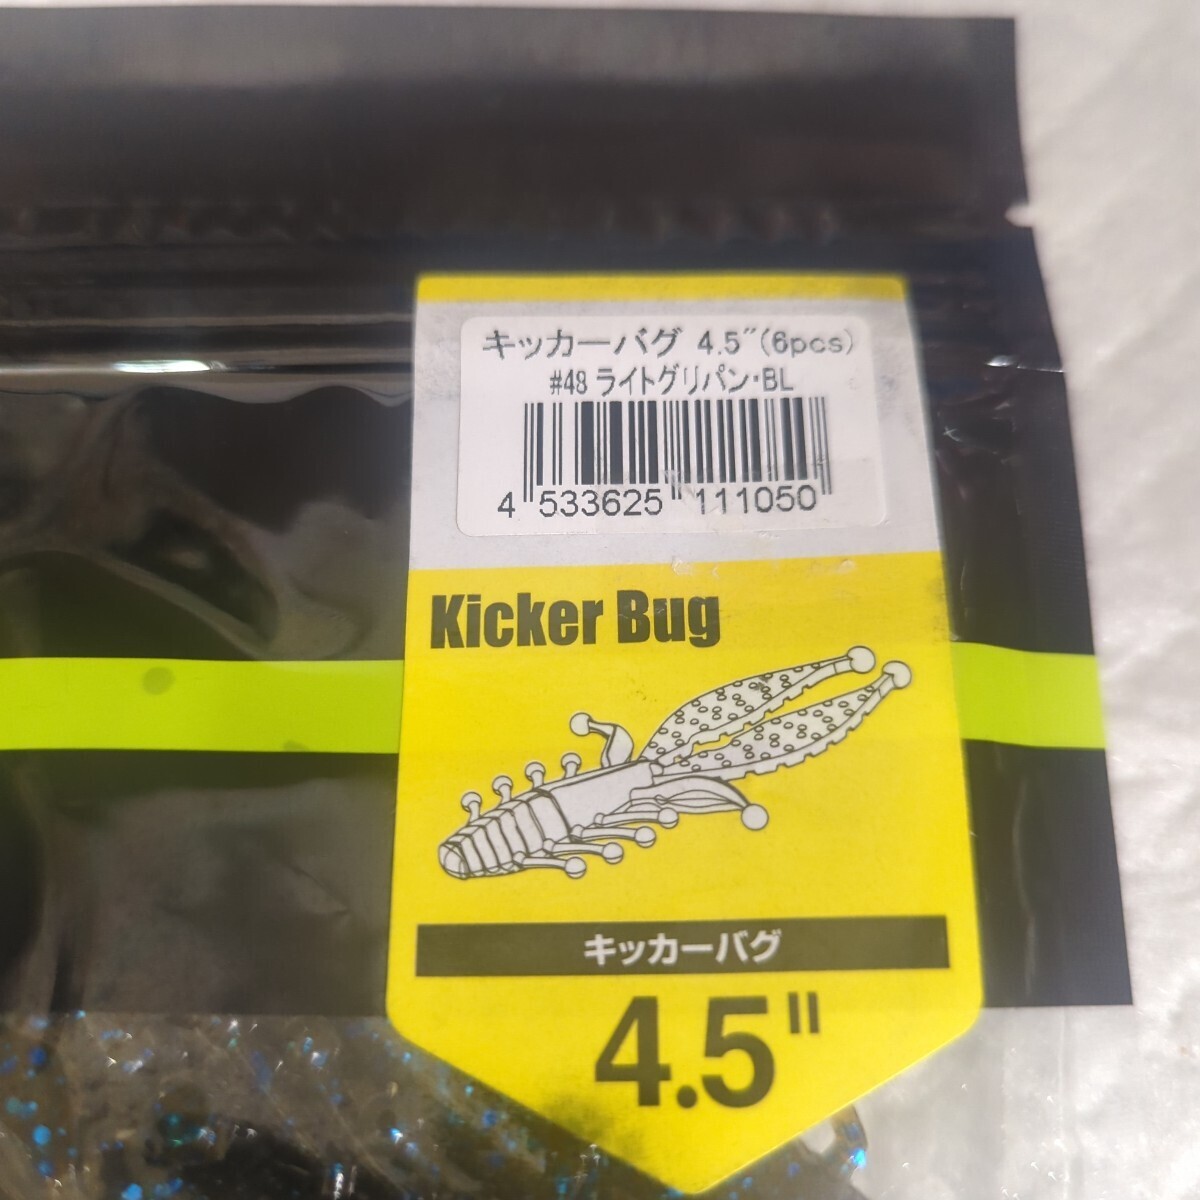 キッカーバグ 4.5″(6pcs)
#48 ライトグリパン・BL
4 533625 111050
Kicker Bug
キッカーバグ
4.5"